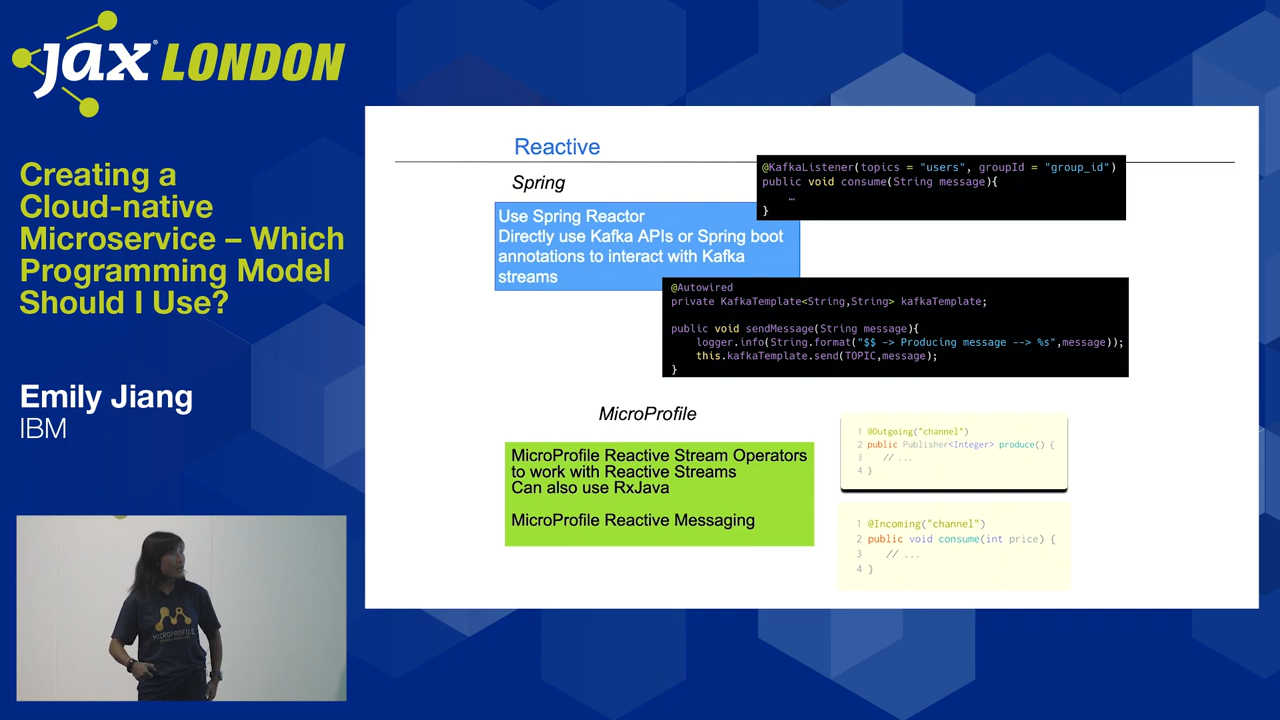 jax LONDON
Creating a
Cloud-native
Microservice – Which
Programming Model
Should I Use?
Emily Jiang
IBM
Reactive
Spring
Use Spring Reactor
Directly use Kafka APIs or Spring boot
annotations to interact with Kafka
streams
@KafkaListener(topics = "users", groupId = "group_id")
public void consume(String message){
…
}
@Autowired
private KafkaTemplate<String,String> kafkaTemplate;
public void sendMessage(String message){
logger.info(String.format("$$ -> Producing message --> %s",message));
this.kafkaTemplate.send(TOPIC,message);
}
MicroProfile
MicroProfile Reactive Stream Operators
to work with Reactive Streams
Can also use RxJava
MicroProfile Reactive Messaging
1 @Outgoing("channel")
2 public Publisher<Integer> produce() {
3 // ...
4 }
1 @Incoming("channel")
2 public void consume(int price) {
3 // ...
4 }
MICROPROFILE